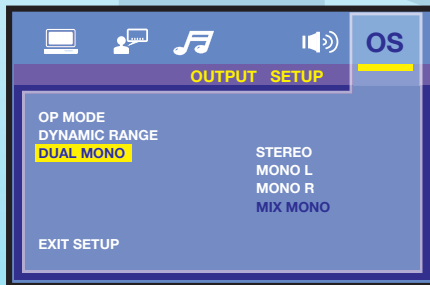 OS
OUTPUT SETUP
OP MODE
DYNAMIC RANGE
DUAL MONO
STEREO
MONO L
MONO R
MIX MONO
EXIT SETUP